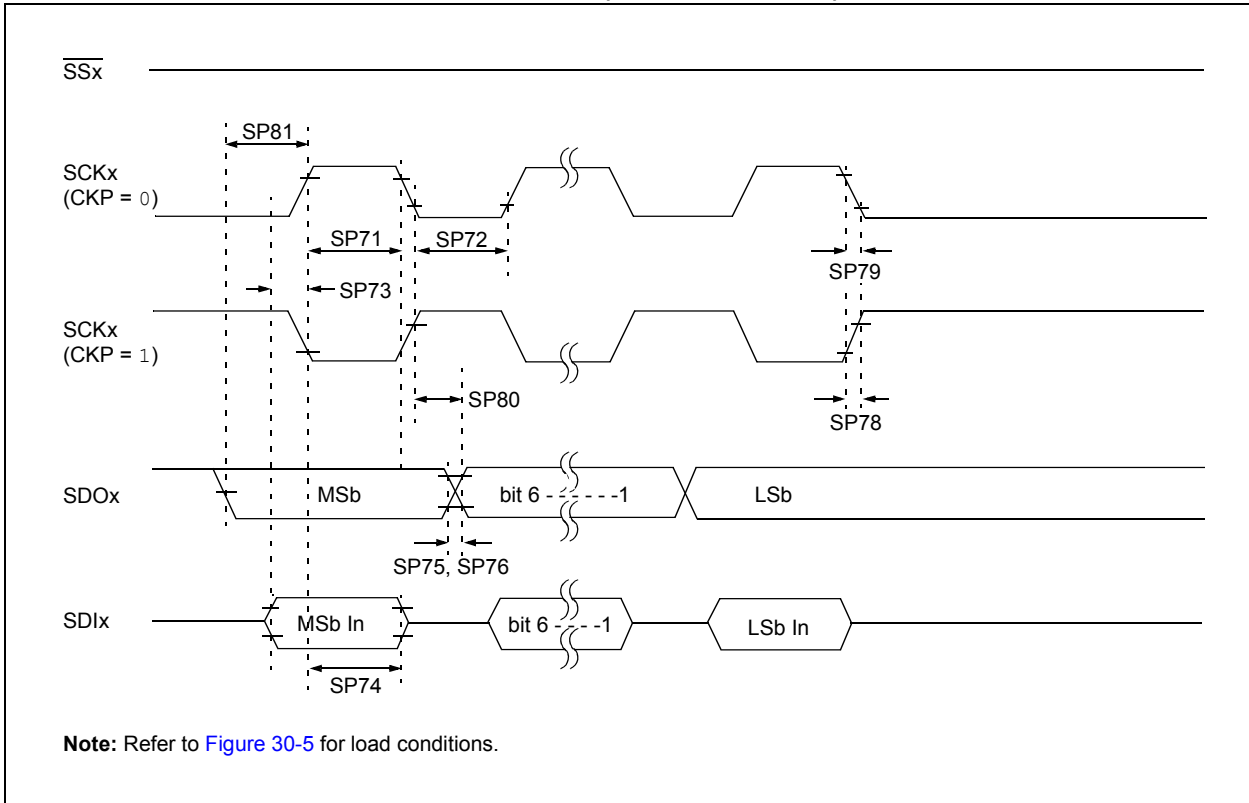 SSx
SP81
SCKx
(CKP = 0)
SP71
SP72
SP79
SP73
SCKx
(CKP = 1)
SP80
SP78
SDOx
MSb
bit 6 - - - - - -1
LSb
SP75, SP76
SDIx
MSb In
bit 6 - - - -1
LSb In
SP74
Note: Refer to Figure 30-5 for load conditions.